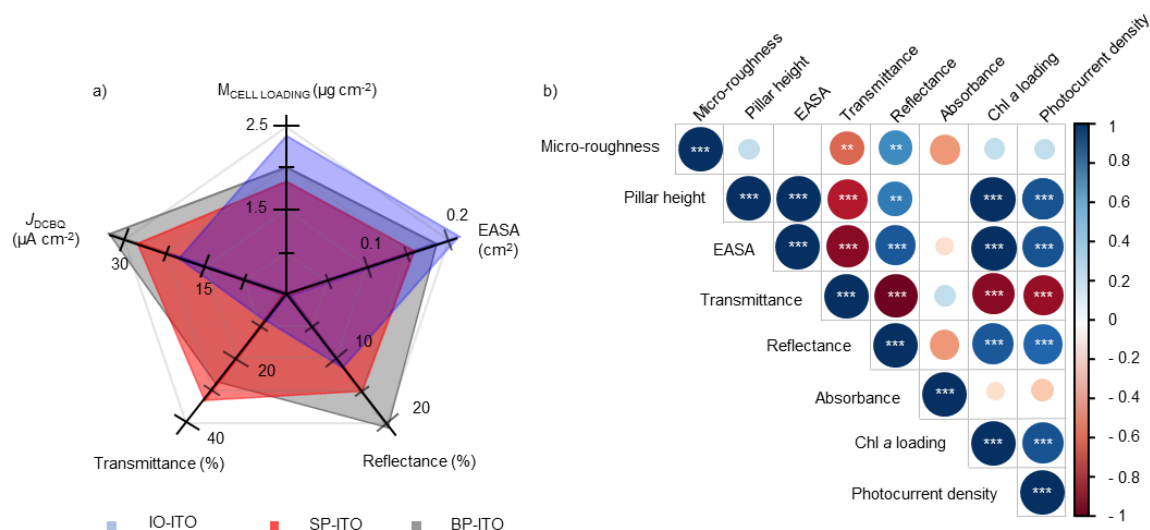 a)
M_CELL LOADING (µg cm⁻²)
2.5
1.5
0.2
0.1
EASA
(cm²)
J_DCBQ
(µA cm⁻²)
30
15
10
20
20
40
Transmittance (%)
Reflectance (%)
IO-ITO SP-ITO BP-ITO
b)
Micro-roughness
Pillar height
EASA
Transmittance
Reflectance
Absorbance
Chl a loading
Photocurrent density
Micro-roughness *** ** **
Pillar height *** *** *** ** *** ***
EASA *** *** *** *** ***
Transmittance *** *** *** ***
Reflectance *** *** ***
Absorbance ***
Chl a loading *** ***
Photocurrent density ***
1
0.8
0.6
0.4
0.2
0
- 0.2
- 0.4
- 0.6
- 0.8
- 1